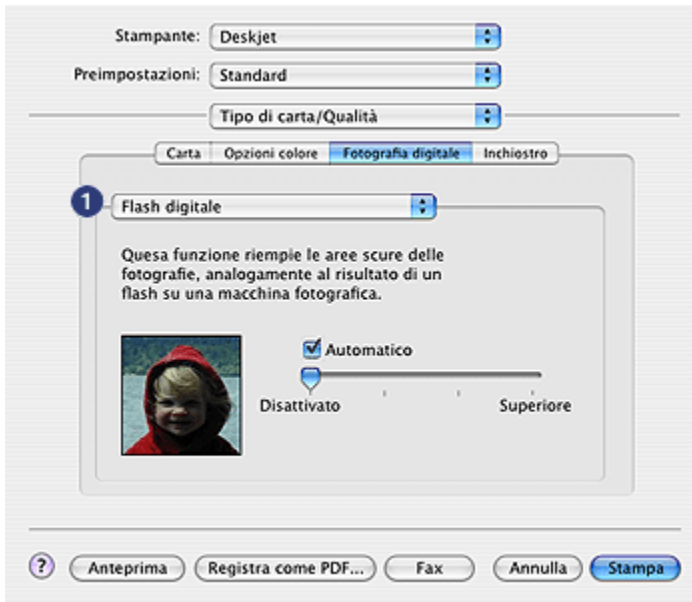 Stampante: Deskjet
Preimpostazioni: Standard
Tipo di carta/Qualità
Carta Opzioni colore Fotografia digitale Inchiostro
1 Flash digitale
Quesa funzione riempie le aree scure delle
fotografie, analogamente al risultato di un
flash su una macchina fotografica.
Automatico
Disattivato Superiore
? Anteprima Registra come PDF... Fax Annulla Stampa